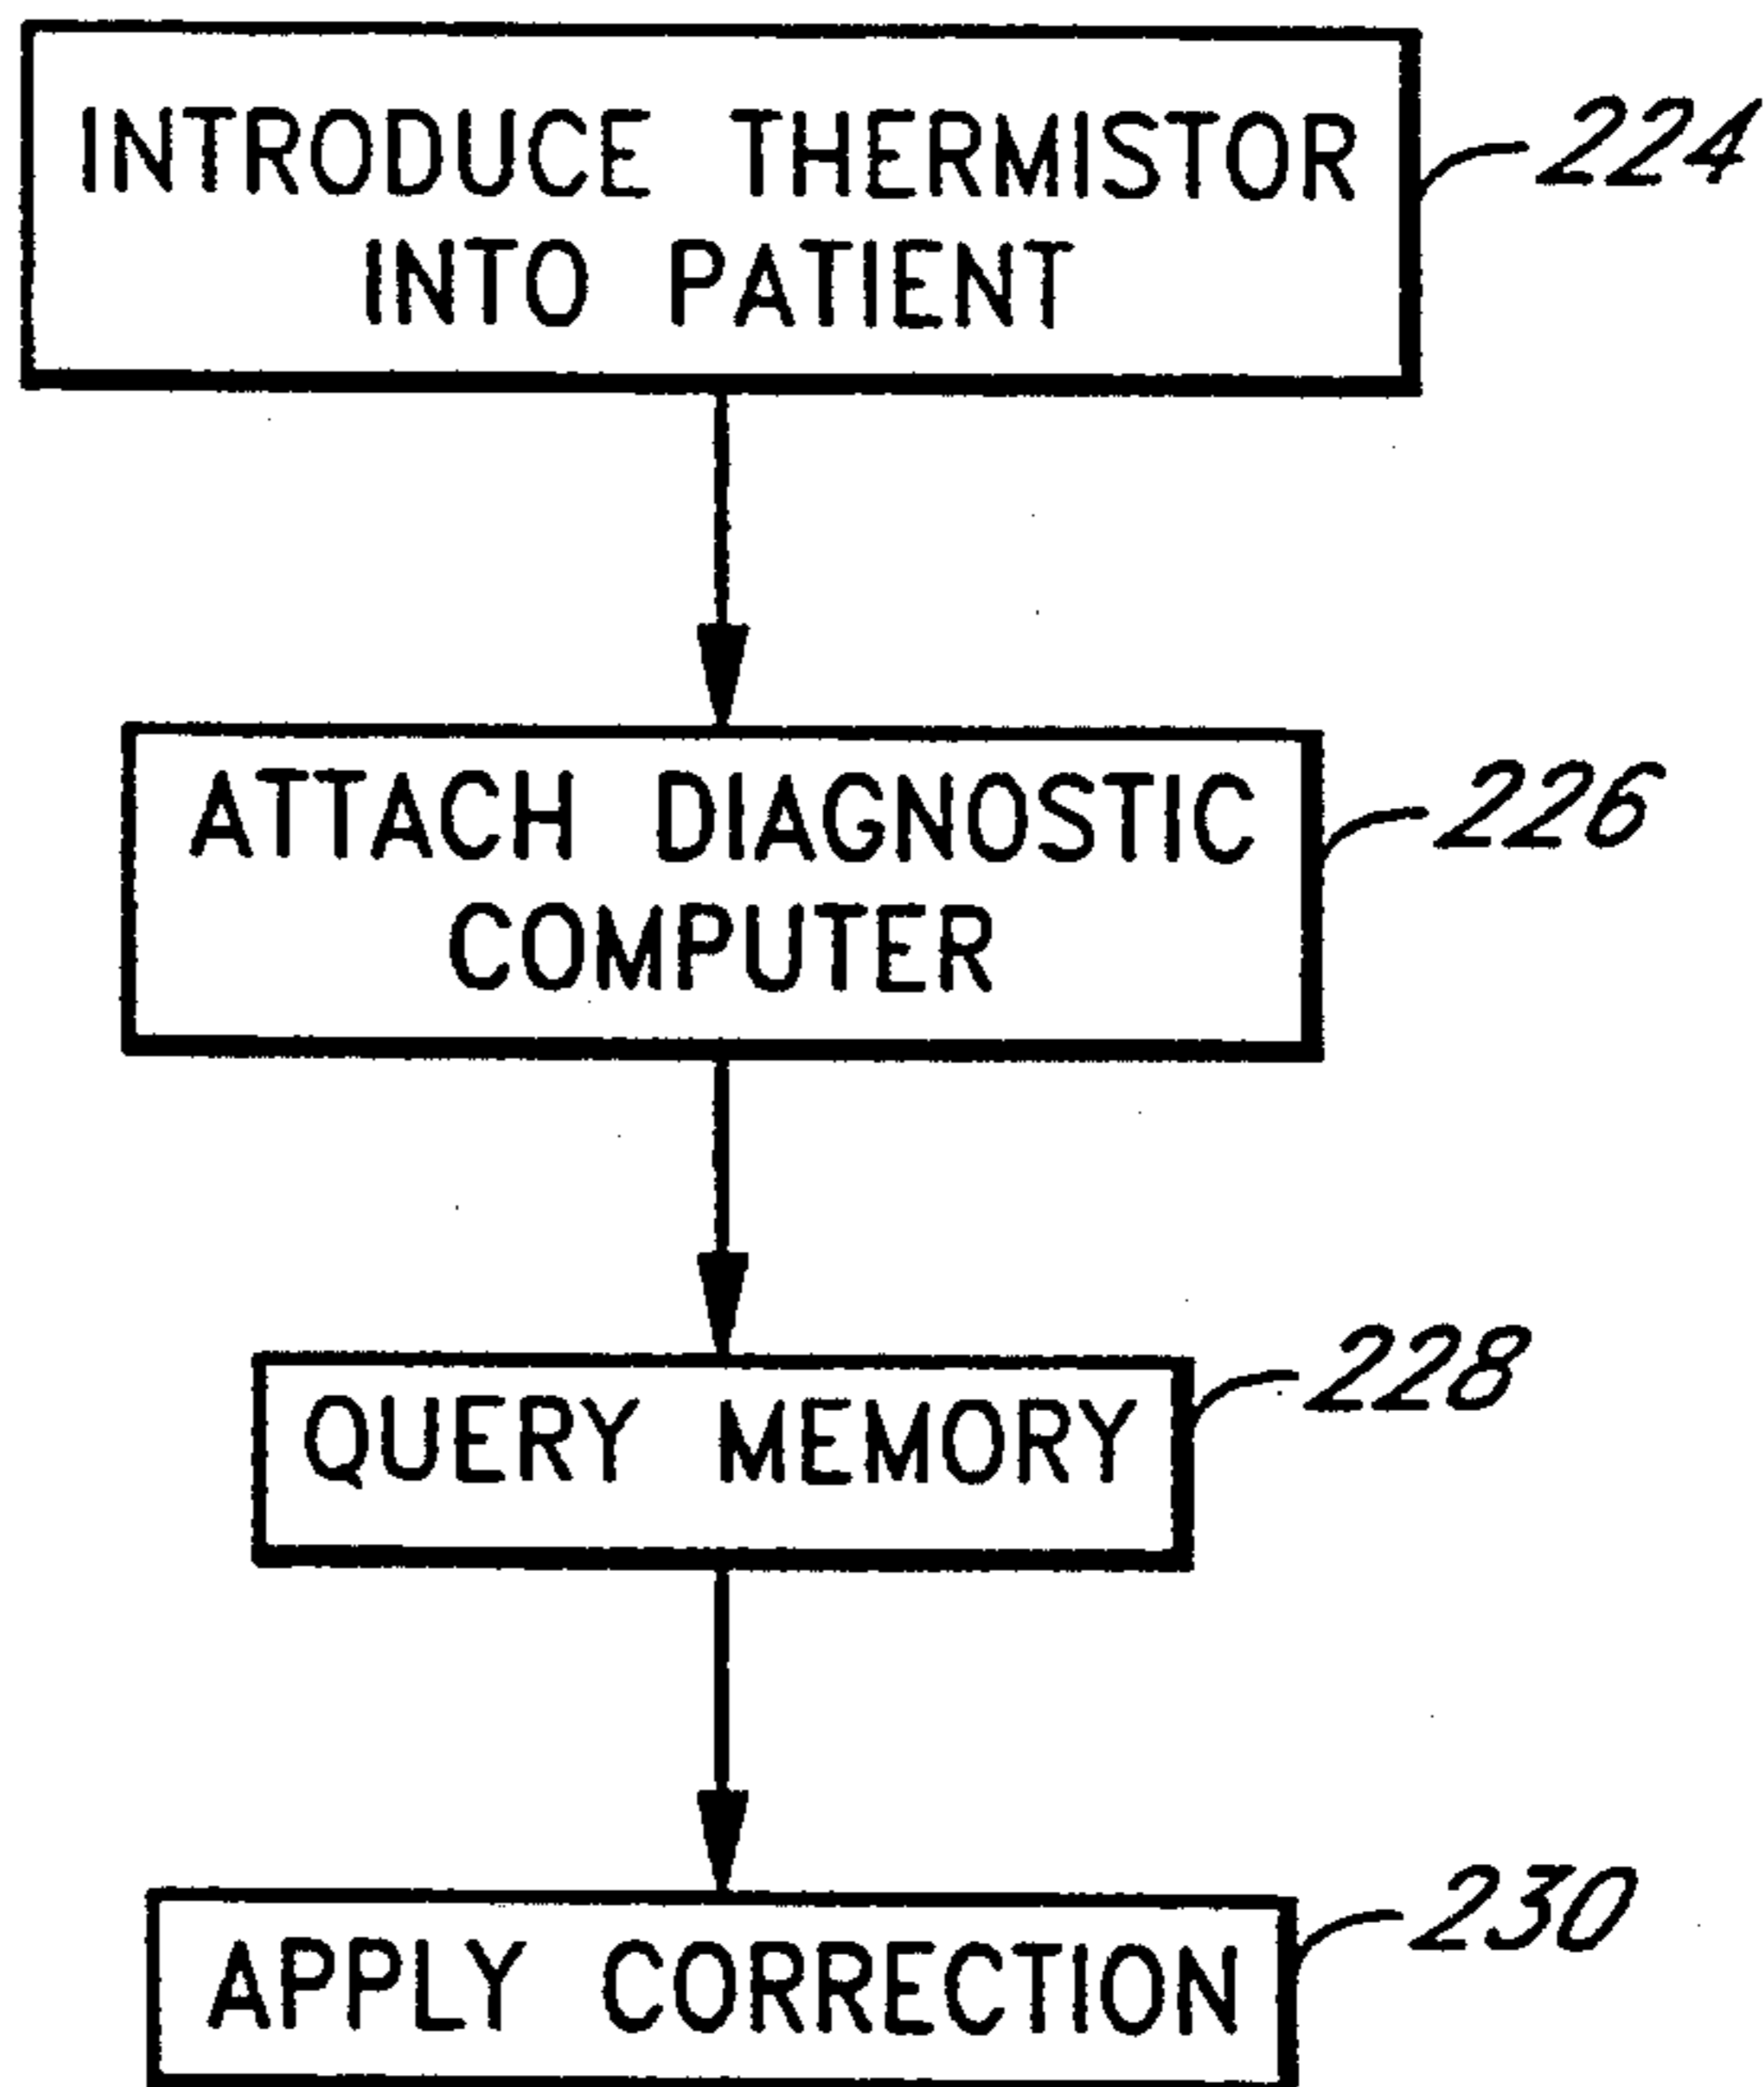 INTRODUCE THERMISTOR
INTO PATIENT
224
ATTACH DIAGNOSTIC
COMPUTER
226
QUERY MEMORY
228
APPLY CORRECTION
230